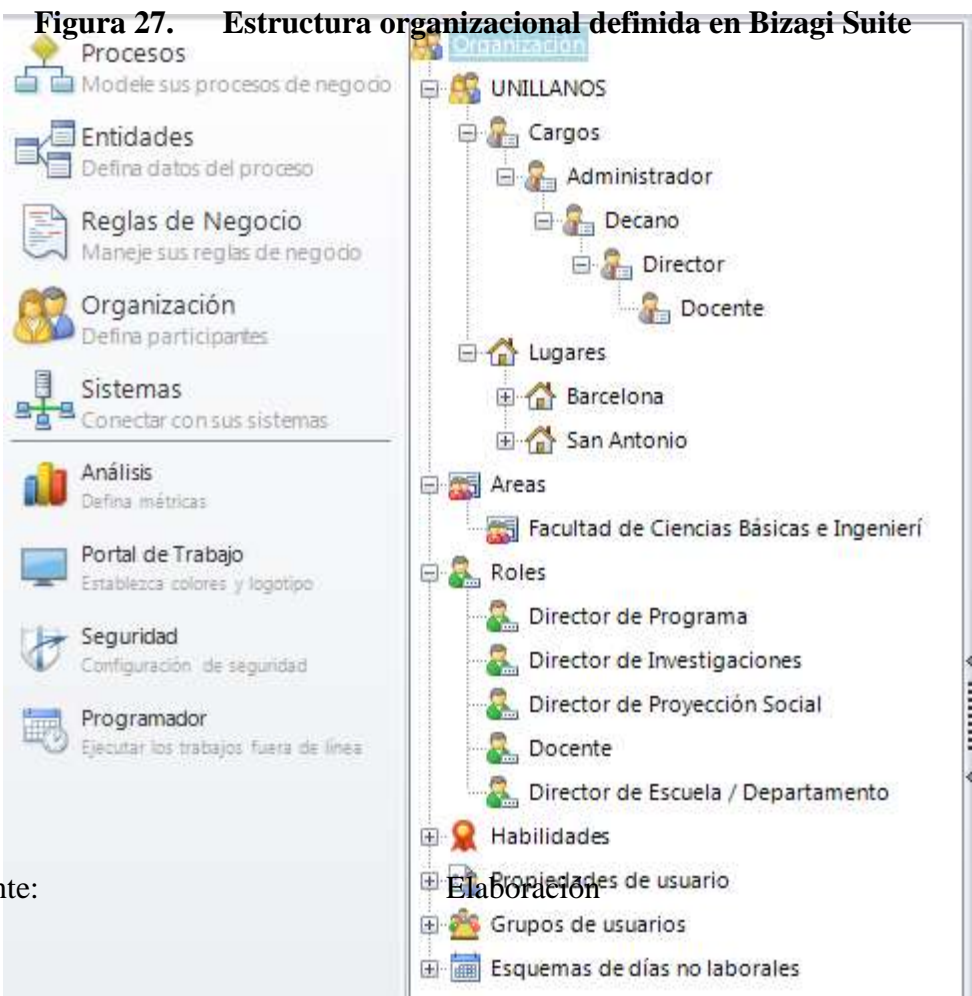 Figura 27. Estructura organizacional definida en Bizagi Suite
Procesos
Modele sus procesos de negocio
Entidades
Defina datos del proceso
Reglas de Negocio
Maneje sus reglas de negocio
Organización
Defina participantes
Sistemas
Conectar con sus sistemas
Análisis
Defina métricas
Portal de Trabajo
Establezca colores y logotipo
Seguridad
Configuración de seguridad
Programador
Ejecutar los trabajos fuera de línea
nte:
Organización
UNILLANOS
Cargos
Administrador
Decano
Director
Docente
Lugares
Barcelona
San Antonio
Areas
Facultad de Ciencias Básicas e Ingenierí
Roles
Director de Programa
Director de Investigaciones
Director de Proyección Social
Docente
Director de Escuela / Departamento
Habilidades
Propiedades de usuario
Elaboración
Grupos de usuarios
Esquemas de días no laborales